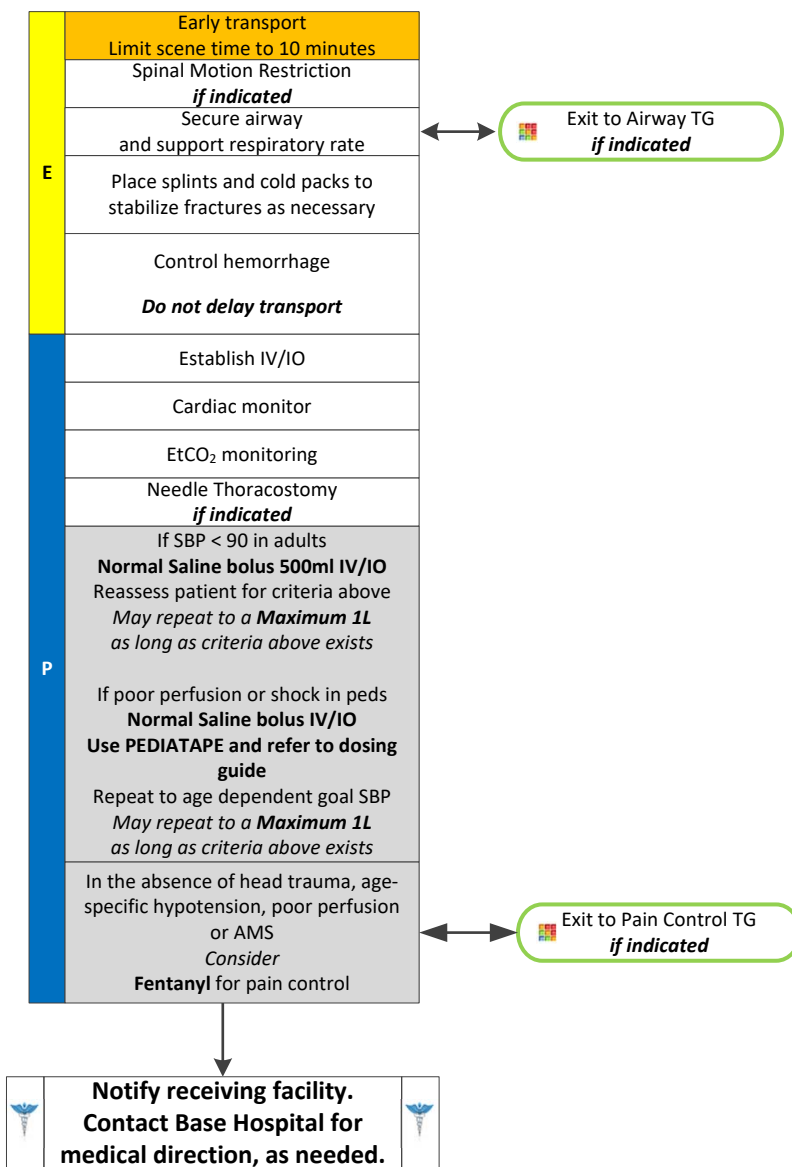 Early transport
Limit scene time to 10 minutes
Spinal Motion Restriction
if indicated
Secure airway
and support respiratory rate
Exit to Airway TG
if indicated
E
Place splints and cold packs to
stabilize fractures as necessary
Control hemorrhage
Do not delay transport
Establish IV/IO
Cardiac monitor
EtCO₂ monitoring
Needle Thoracostomy
if indicated
If SBP < 90 in adults
Normal Saline bolus 500ml IV/IO
Reassess patient for criteria above
May repeat to a Maximum 1L
as long as criteria above exists
P
If poor perfusion or shock in peds
Normal Saline bolus IV/IO
Use PEDIATAPE and refer to dosing
guide
Repeat to age dependent goal SBP
May repeat to a Maximum 1L
as long as criteria above exists
In the absence of head trauma, age-
specific hypotension, poor perfusion
or AMS
Consider
Fentanyl for pain control
Exit to Pain Control TG
if indicated
Notify receiving facility.
Contact Base Hospital for
medical direction, as needed.